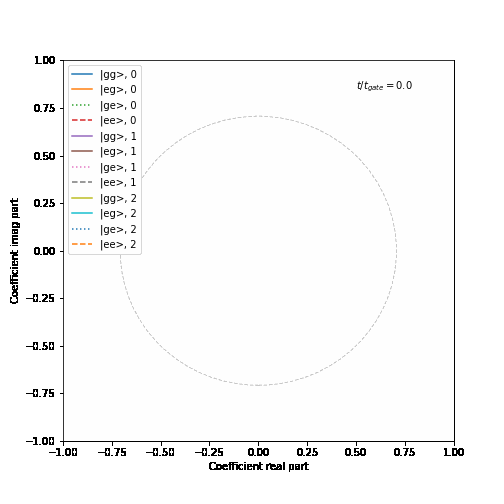 1.00
0.75
0.50
0.25
0.00
−0.25
−0.50
−0.75
−1.00
Coefficient imag part
|gg>, 0
|eg>, 0
|ge>, 0
|ee>, 0
|gg>, 1
|eg>, 1
|ge>, 1
|ee>, 1
|gg>, 2
|eg>, 2
|ge>, 2
|ee>, 2
t/t_gate = 0.0
−1.00 −0.75 −0.50 −0.25 0.00 0.25 0.50 0.75 1.00
Coefficient real part